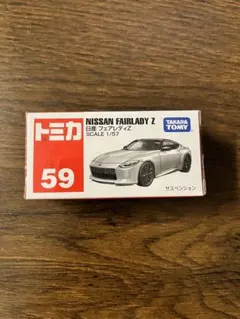 トミカ
59
NISSAN FAIRLADY Z
日産 フェアレディZ
SCALE 1/57
TAKARA
TOMY
サスペンション